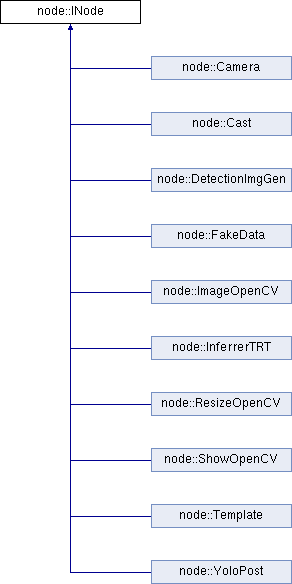 node::INode
node::Camera
node::Cast
node::DetectionImgGen
node::FakeData
node::ImageOpenCV
node::InferrerTRT
node::ResizeOpenCV
node::ShowOpenCV
node::Template
node::YoloPost